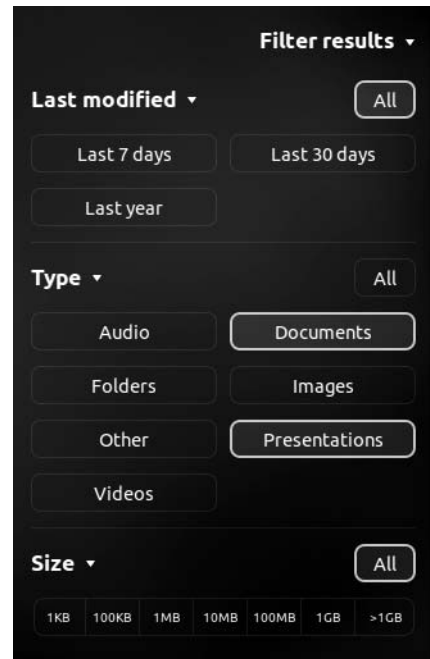 Filter results
Last modified All
Last 7 days Last 30 days
Last year
Type All
Audio Documents
Folders Images
Other Presentations
Videos
Size All
1KB 100KB 1MB 10MB 100MB 1GB >1GB